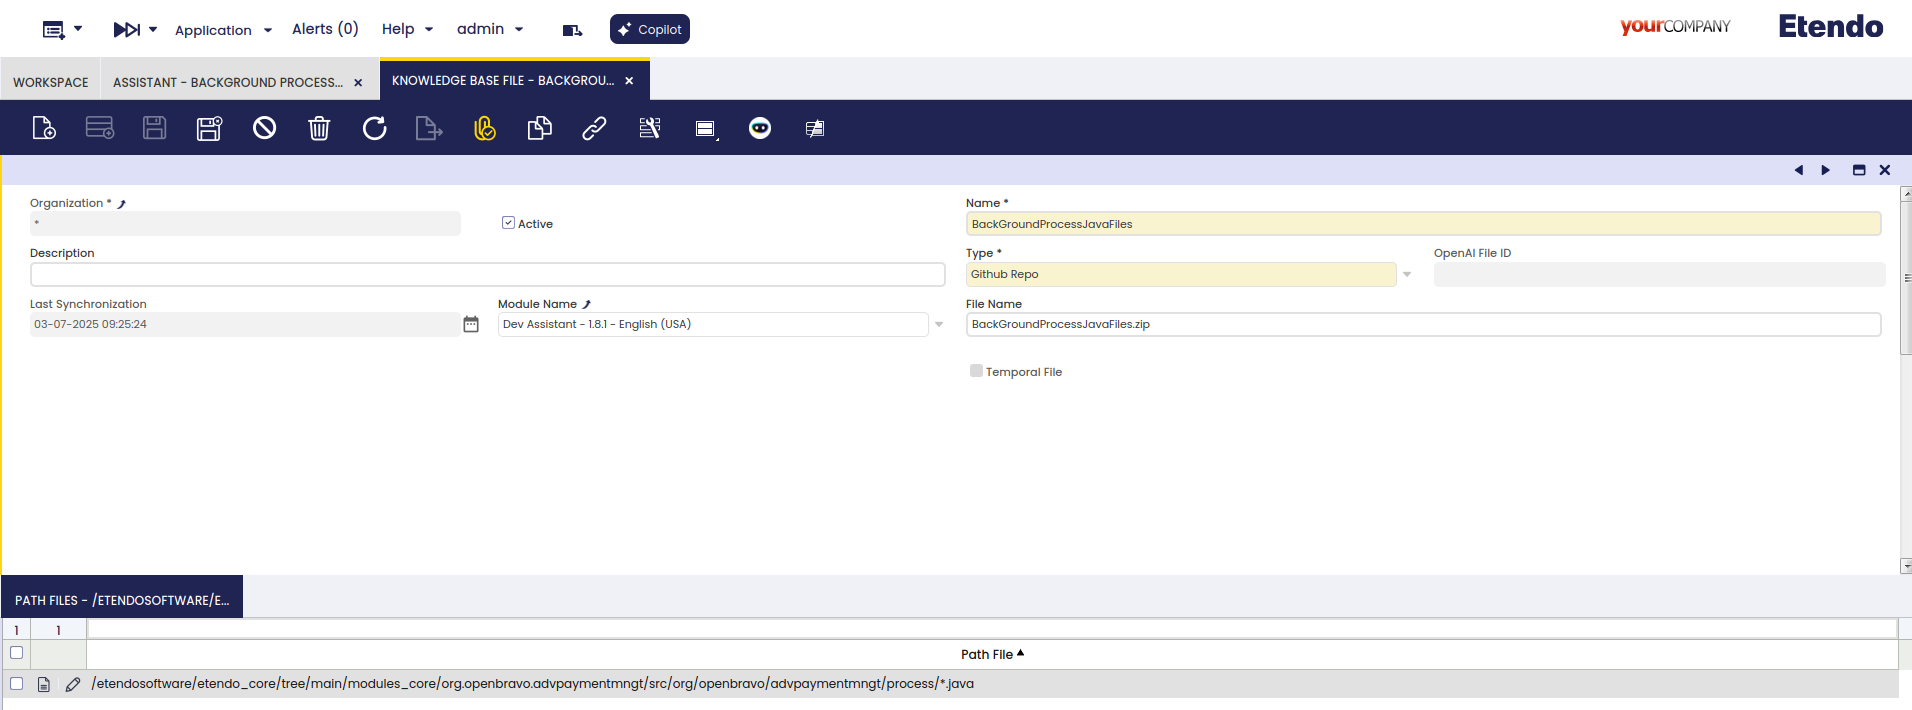 Application
Alerts (0)
Help
admin
Copilot
yourCOMPANY
Etendo
WORKSPACE
ASSISTANT - BACKGROUND PROCESS...
KNOWLEDGE BASE FILE - BACKGROU...
Organization *
*
Active
Name *
BackGroundProcessJavaFiles
Description
Type *
Github Repo
OpenAI File ID
Last Synchronization
03-07-2025 09:25:24
Module Name
Dev Assistant - 1.8.1 - English (USA)
File Name
BackGroundProcessJavaFiles.zip
Temporal File
PATH FILES - /ETENDOSOFTWARE/E...
1 1
Path File
/etendosoftware/etendo_core/tree/main/modules_core/org.openbravo.advpaymentmngt/src/org/openbravo/advpaymentmngt/process/*.java